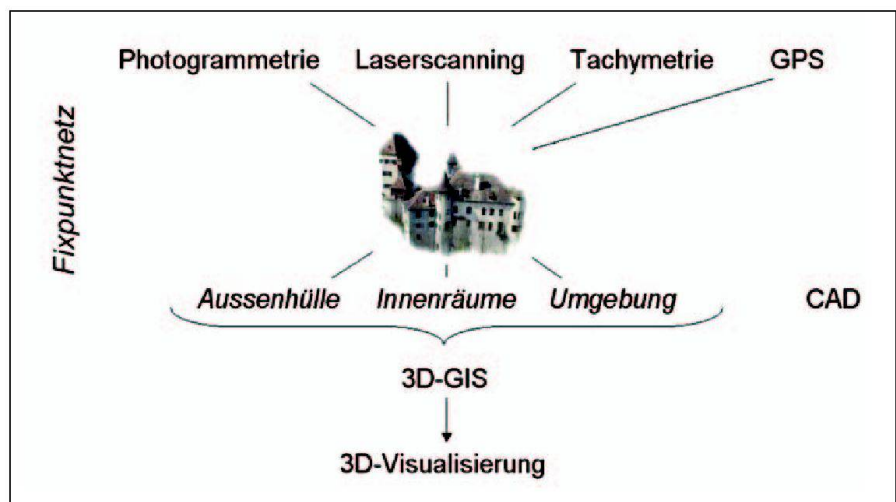 Photogrammetrie Laserscanning Tachymetrie GPS
Fixpunktnetz
Aussenhülle Innenräume Umgebung CAD
3D-GIS
3D-Visualisierung